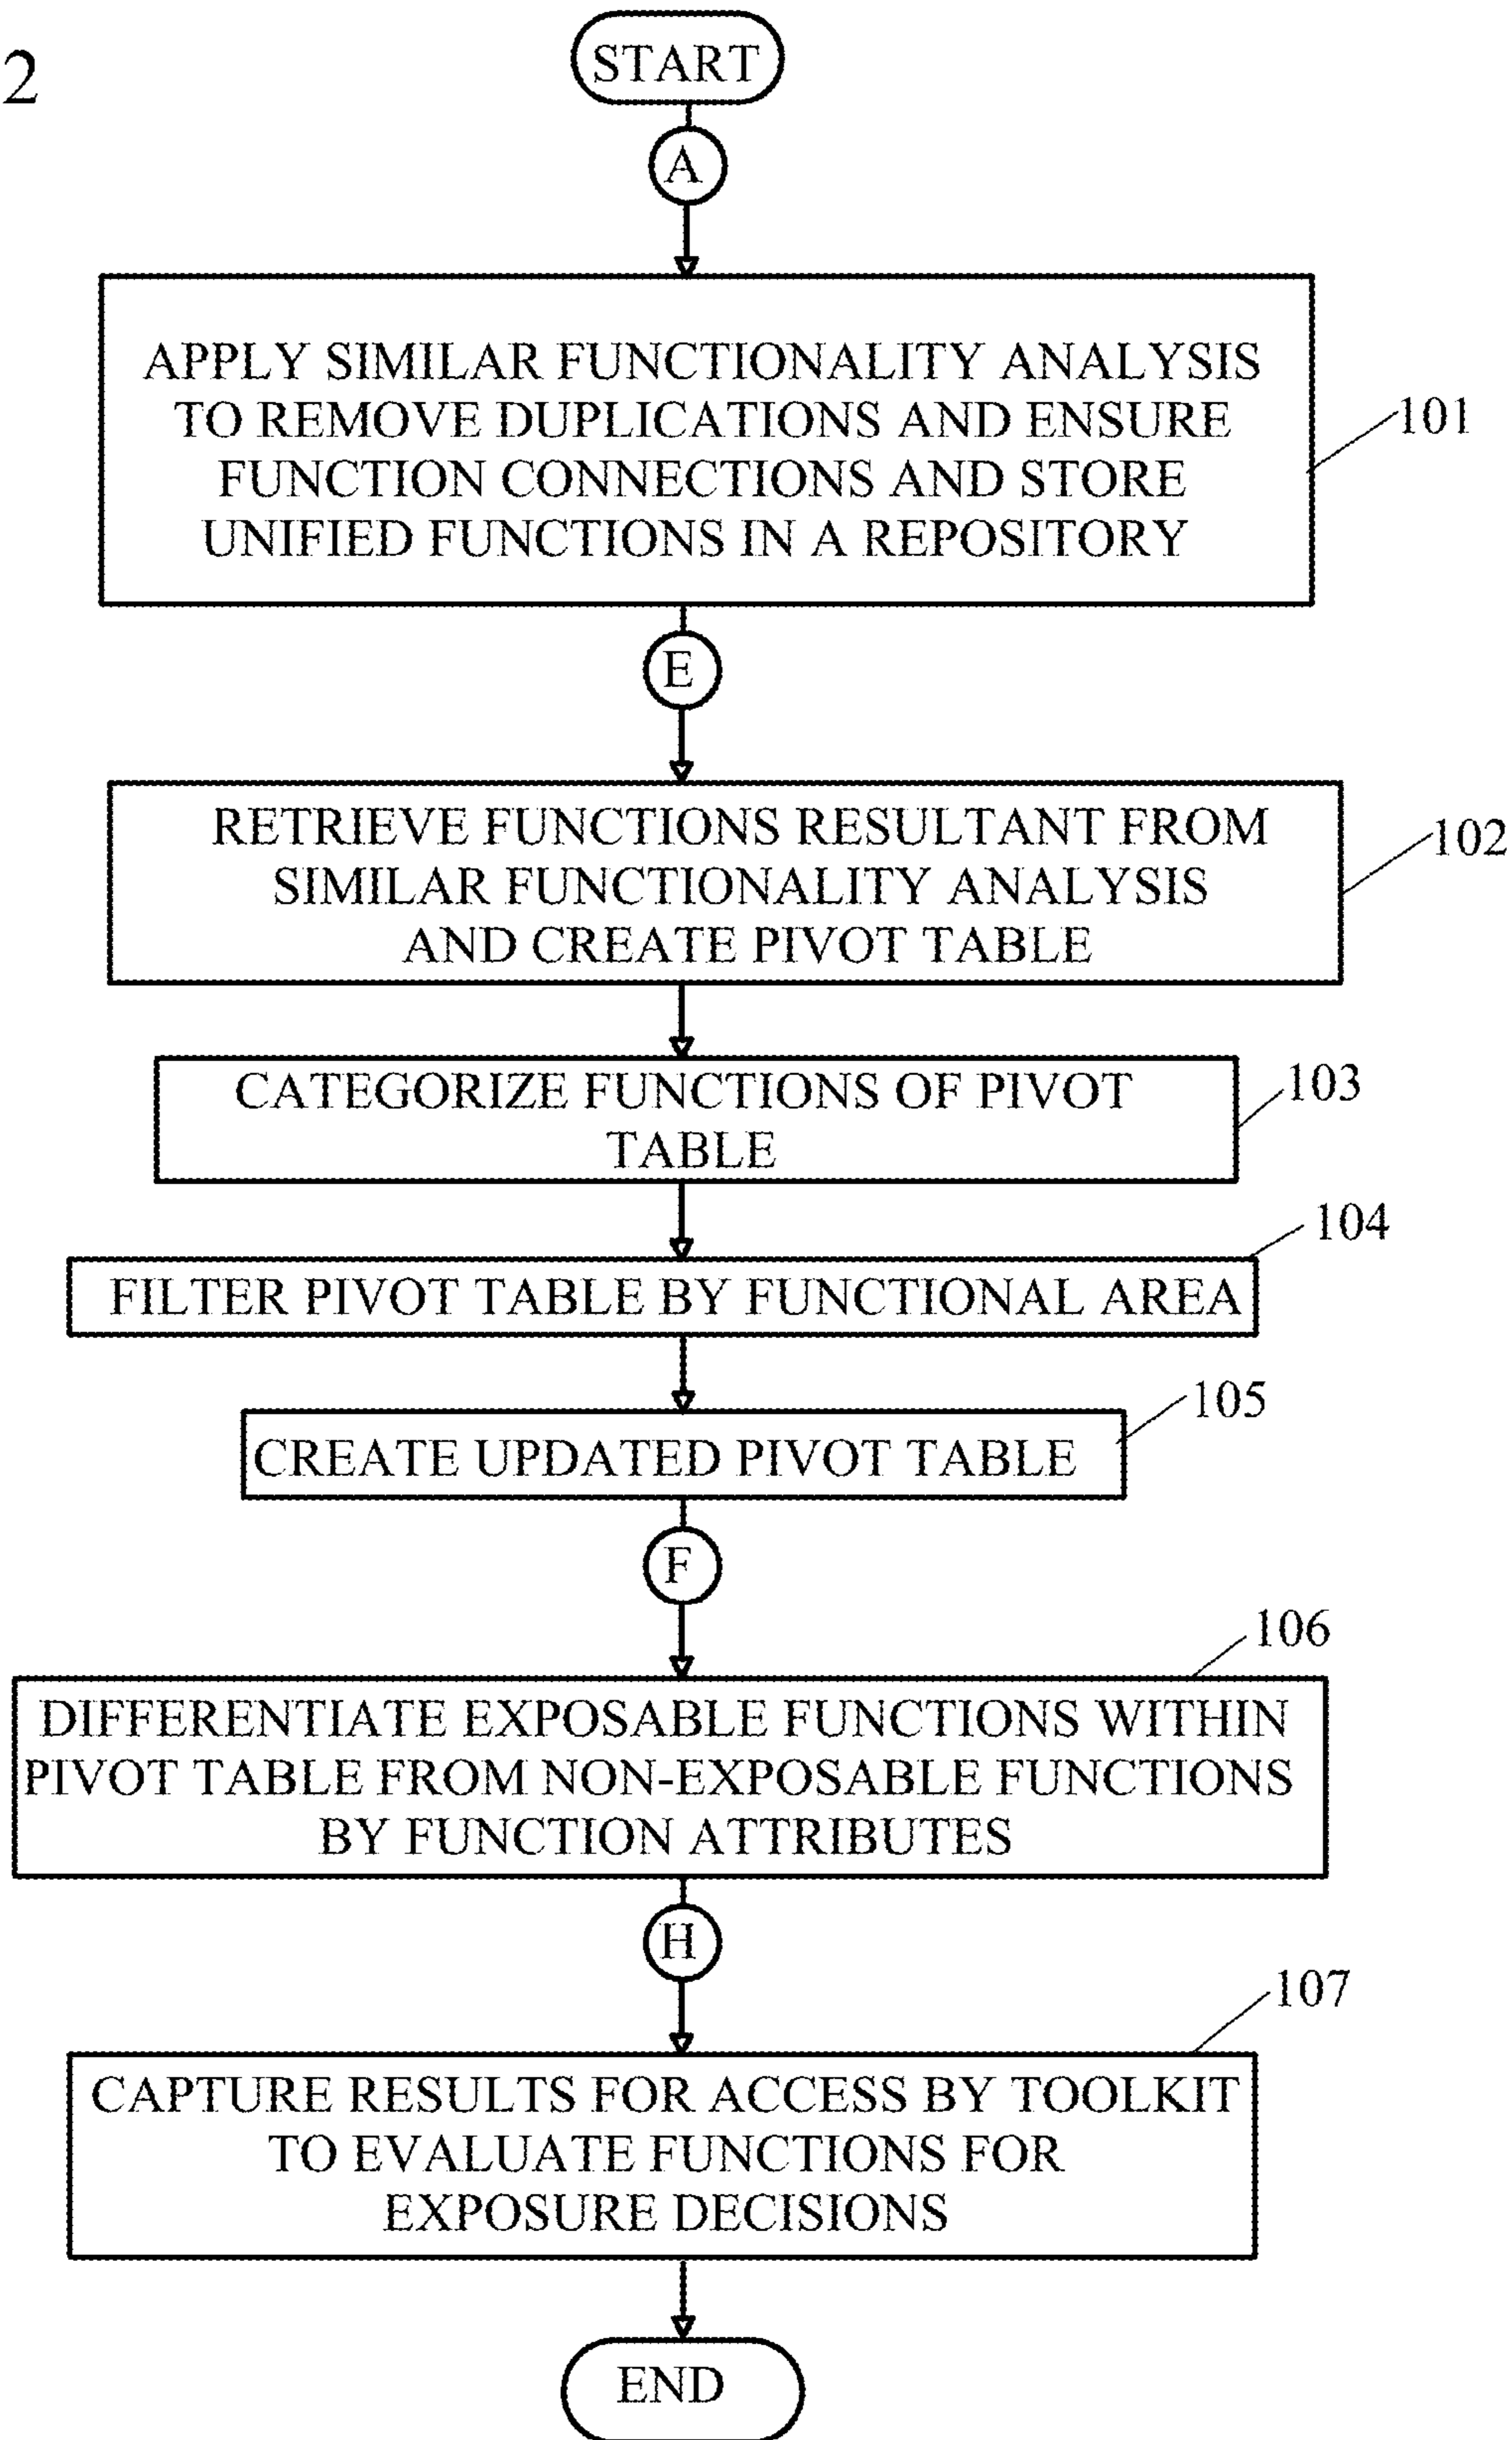 2
START
A
APPLY SIMILAR FUNCTIONALITY ANALYSIS
TO REMOVE DUPLICATIONS AND ENSURE
FUNCTION CONNECTIONS AND STORE
UNIFIED FUNCTIONS IN A REPOSITORY
101
E
RETRIEVE FUNCTIONS RESULTANT FROM
SIMILAR FUNCTIONALITY ANALYSIS
AND CREATE PIVOT TABLE
102
CATEGORIZE FUNCTIONS OF PIVOT
TABLE
103
104
FILTER PIVOT TABLE BY FUNCTIONAL AREA
105
CREATE UPDATED PIVOT TABLE
F
106
DIFFERENTIATE EXPOSABLE FUNCTIONS WITHIN
PIVOT TABLE FROM NON-EXPOSABLE FUNCTIONS
BY FUNCTION ATTRIBUTES
H
107
CAPTURE RESULTS FOR ACCESS BY TOOLKIT
TO EVALUATE FUNCTIONS FOR
EXPOSURE DECISIONS
END